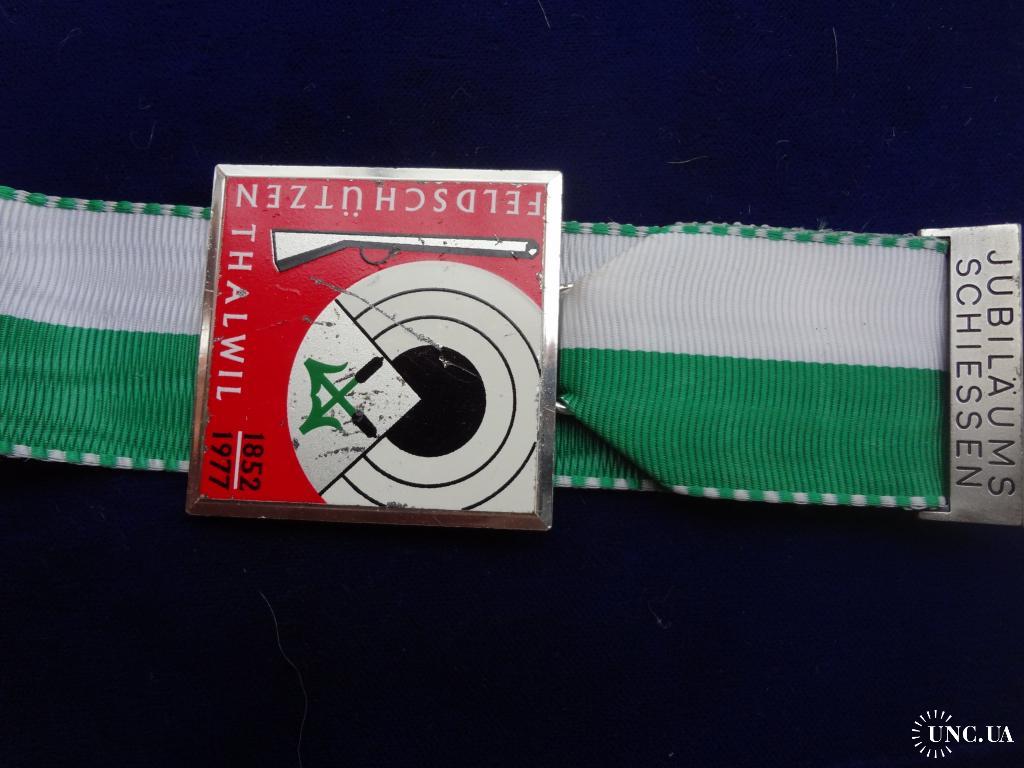 JUBILÄUMS
SCHIESSEN
FELDSCHÜTZEN
THALWIL
1852
1977
UNC.UA